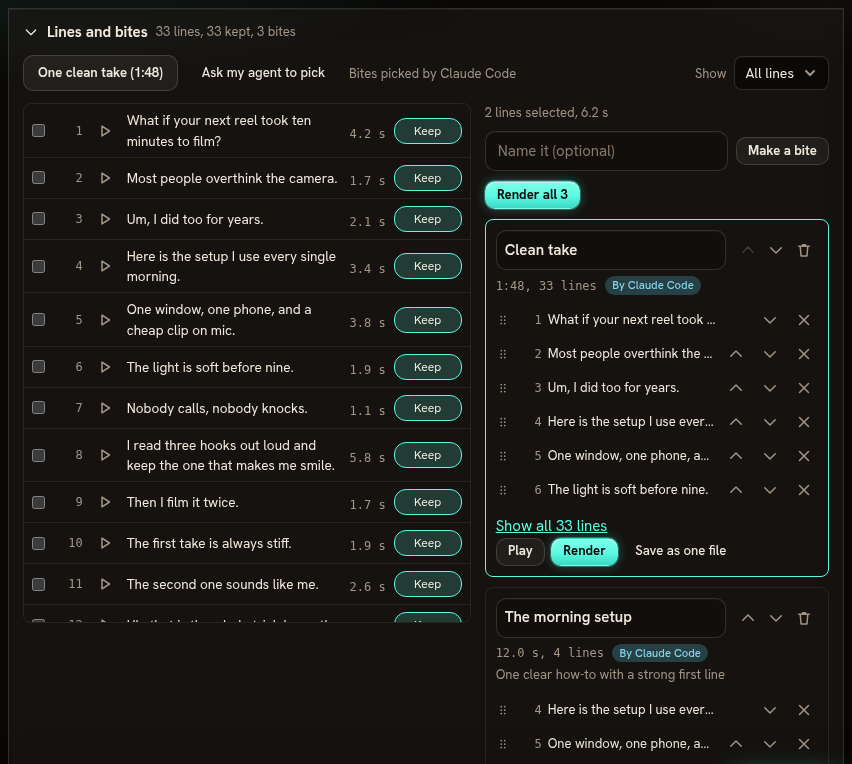 Lines and bites 33 lines, 33 kept, 3 bites
One clean take (1:48) Ask my agent to pick Bites picked by Claude Code Show All lines
1 What if your next reel took ten
minutes to film? 4.2 s Keep
2 Most people overthink the camera. 1.7 s Keep
3 Um, I did too for years. 2.1 s Keep
4 Here is the setup I use every single
morning. 3.4 s Keep
5 One window, one phone, and a
cheap clip on mic. 3.8 s Keep
6 The light is soft before nine. 1.9 s Keep
7 Nobody calls, nobody knocks. 1.1 s Keep
8 I read three hooks out loud and
keep the one that makes me smile. 5.8 s Keep
9 Then I film it twice. 1.7 s Keep
10 The first take is always stiff. 1.9 s Keep
11 The second one sounds like me. 2.6 s Keep
2 lines selected, 6.2 s
Name it (optional) Make a bite
Render all 3
Clean take
1:48, 33 lines By Claude Code
1 What if your next reel took ...
2 Most people overthink the ...
3 Um, I did too for years.
4 Here is the setup I use ever...
5 One window, one phone, a...
6 The light is soft before nine.
Show all 33 lines
Play Render Save as one file
The morning setup
12.0 s, 4 lines By Claude Code
One clear how-to with a strong first line
4 Here is the setup I use ever...
5 One window, one phone, a...